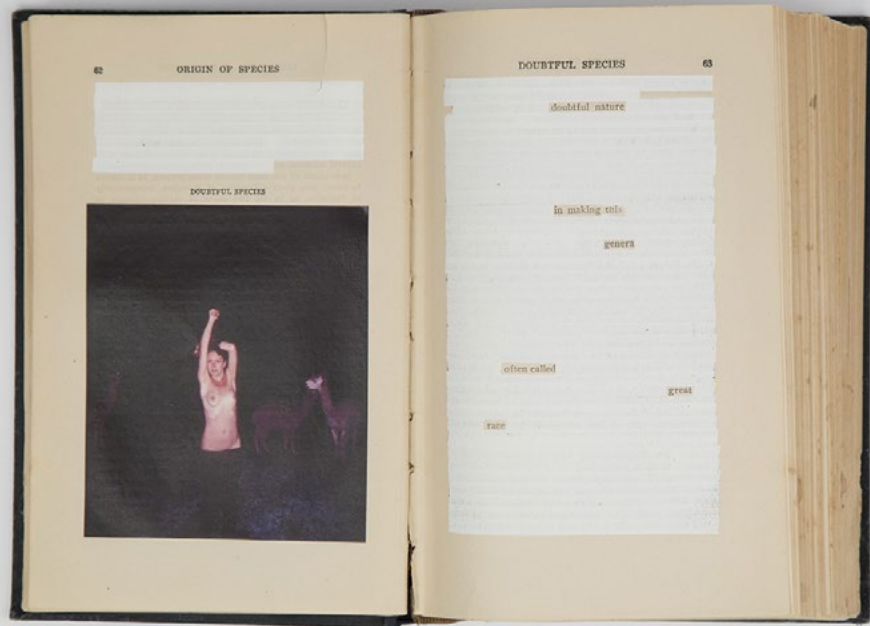 62
ORIGIN OF SPECIES
DOUBTFUL SPECIES
DOUBTFUL SPECIES
63
doubtful nature
in making this
genera
often called
great
race